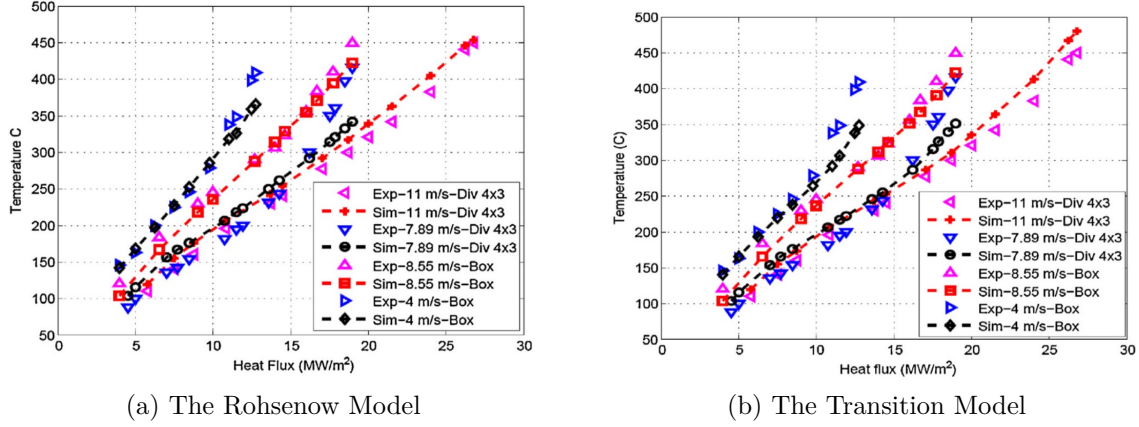 500
450
400
350
300
250
200
150
100
50
0
5
10
15
20
25
30
Temperature C
Heat Flux (MW/m²)
Exp−11 m/s−Div 4x3
Sim−11 m/s−Div 4x3
Exp−7.89 m/s−Div 4x3
Sim−7.89 m/s−Div 4x3
Exp−8.55 m/s−Box
Sim−8.55 m/s−Box
Exp−4 m/s−Box
Sim−4 m/s−Box
(a) The Rohsenow Model
500
450
400
350
300
250
200
150
100
50
0
5
10
15
20
25
30
Temperature (C)
Heat flux (MW/m²)
Exp−11 m/s−Div 4x3
Sim−11 m/s−Div 4x3
Exp−7.89 m/s−Div 4x3
Sim−7.89 m/s−Div 4x3
Exp−8.55 m/s−Box
Sim−8.55 m/s−Box
Exp−4 m/s−Box
Sim−4 m/s−Box
(b) The Transition Model